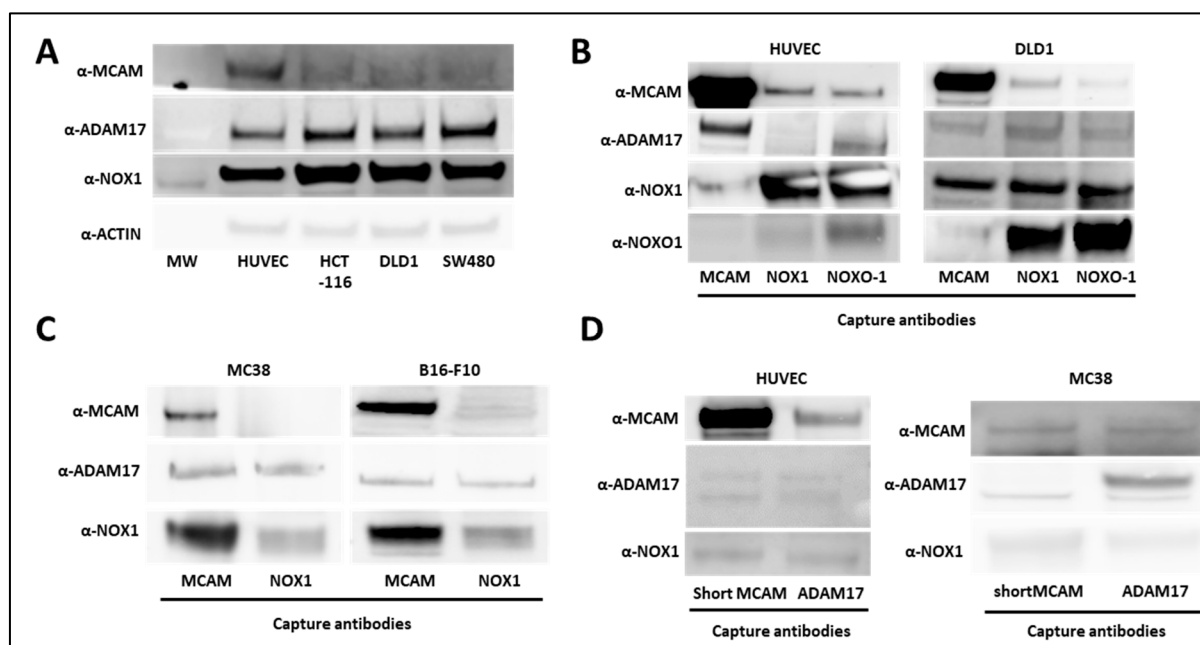 A
α-MCAM
α-ADAM17
α-NOX1
α-ACTIN
MW HUVEC HCT DLD1 SW480
-116
B
HUVEC DLD1
α-MCAM
α-ADAM17
α-NOX1
α-NOXO1
MCAM NOX1 NOXO-1 MCAM NOX1 NOXO-1
Capture antibodies
C
MC38 B16-F10
α-MCAM
α-ADAM17
α-NOX1
MCAM NOX1 MCAM NOX1
Capture antibodies
D
HUVEC
α-MCAM
α-ADAM17
α-NOX1
Short MCAM ADAM17
Capture antibodies
MC38
α-MCAM
α-ADAM17
α-NOX1
shortMCAM ADAM17
Capture antibodies